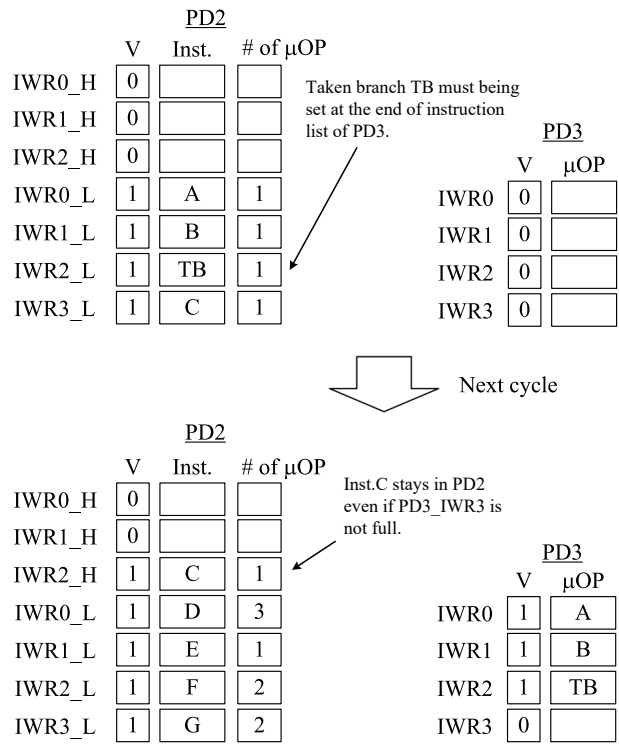 PD2
V Inst. # of μOP
IWR0_H 0
IWR1_H 0
IWR2_H 0
IWR0_L 1 A 1
IWR1_L 1 B 1
IWR2_L 1 TB 1
IWR3_L 1 C 1
Taken branch TB must being
set at the end of instruction
list of PD3.
PD3
V μOP
IWR0 0
IWR1 0
IWR2 0
IWR3 0
Next cycle
PD2
V Inst. # of μOP
IWR0_H 0
IWR1_H 0
IWR2_H 1 C 1
IWR0_L 1 D 3
IWR1_L 1 E 1
IWR2_L 1 F 2
IWR3_L 1 G 2
Inst.C stays in PD2
even if PD3_IWR3 is
not full.
PD3
V μOP
IWR0 1 A
IWR1 1 B
IWR2 1 TB
IWR3 0